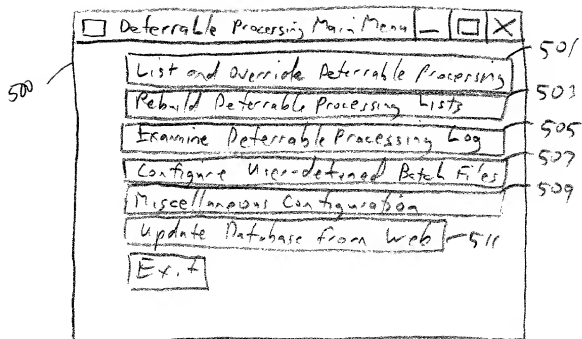 Deferrable Processing Main Menu
501
500
List and Override Deferrable Processing
503
Rebuild Deferrable Processing Lists
505
Examine Deferrable Processing Log
507
Configure User-defined Batch Files
509
Miscellaneous Configuration
Update Database from Web
511
Exit